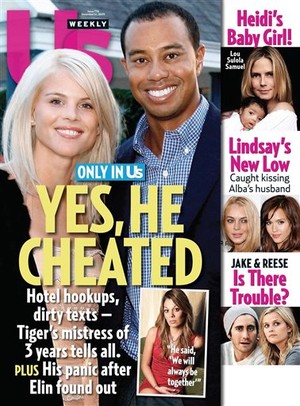 Us
WEEKLY
ONLY IN Us
YES, HE
CHEATED
Hotel hookups,
dirty texts —
Tiger's mistress of
3 years tells all.
PLUS His panic after
Elin found out
"He said,
'We will
always be
together'"
Heidi's
Baby Girl!
Lou
Sulola
Samuel
Lindsay's
New Low
Caught kissing
Alba's husband
JAKE & REESE
Is There
Trouble?